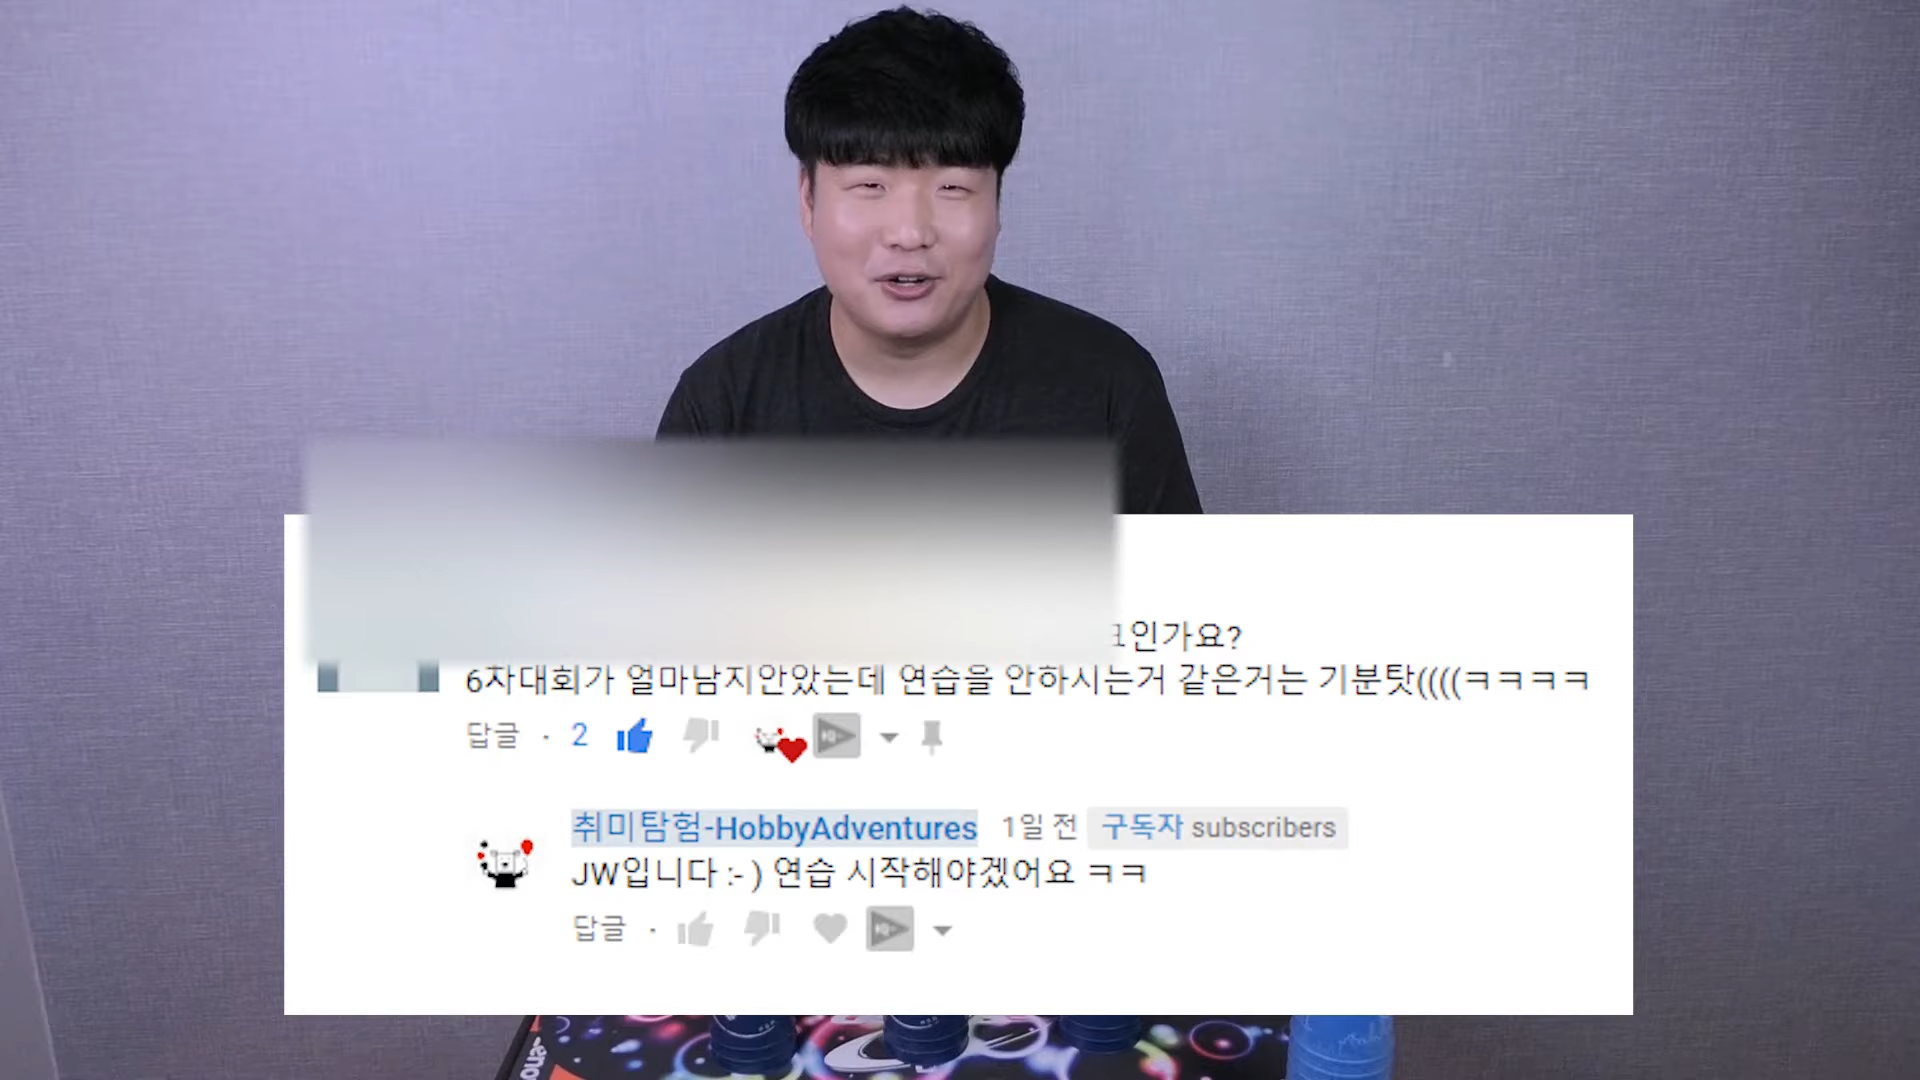 인가요?
6차대회가 얼마남지안았는데 연습을 안하시는거 같은거는 기분탓((((ㅋㅋㅋㅋ
답글 · 2
취미탐험-HobbyAdventures 1일 전 구독자 subscribers
JW입니다 :- ) 연습 시작해야겠어요 ㅋㅋ
답글 ·